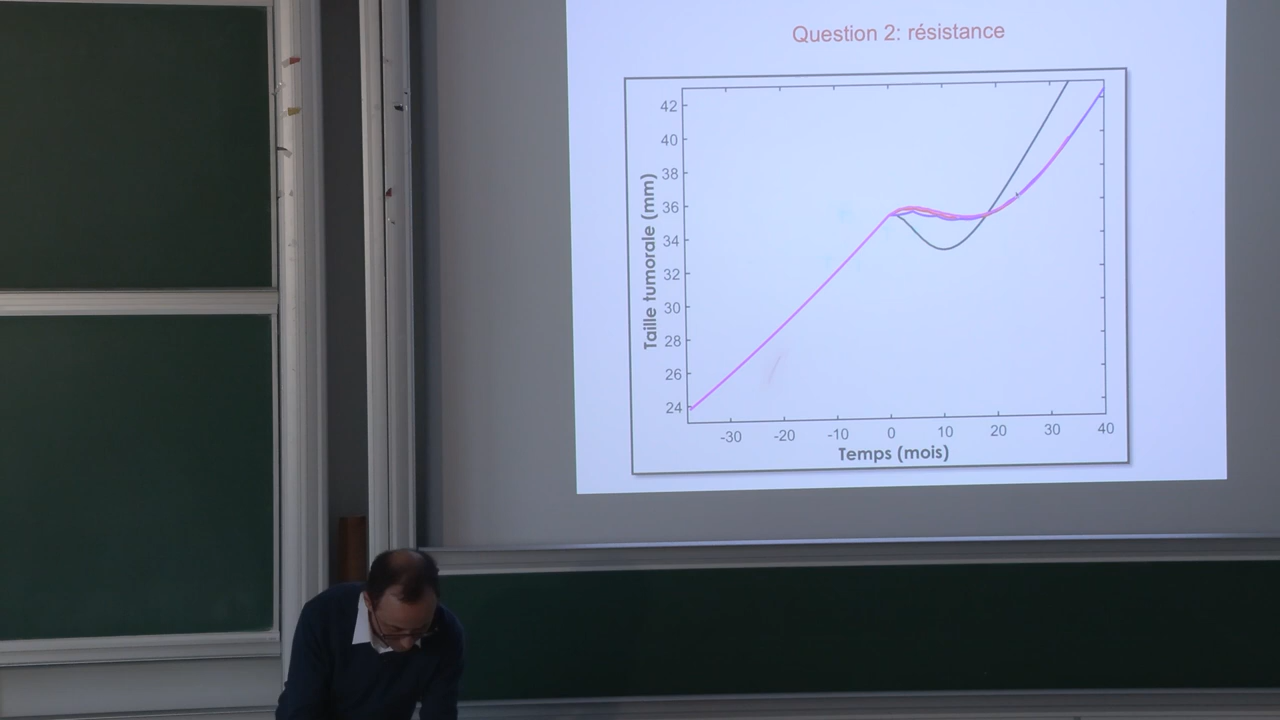 Question 2: résistance
42
40
38
36
34
32
30
28
26
24
Taille tumorale (mm)
-30 -20 -10 0 10 20 30 40
Temps (mois)